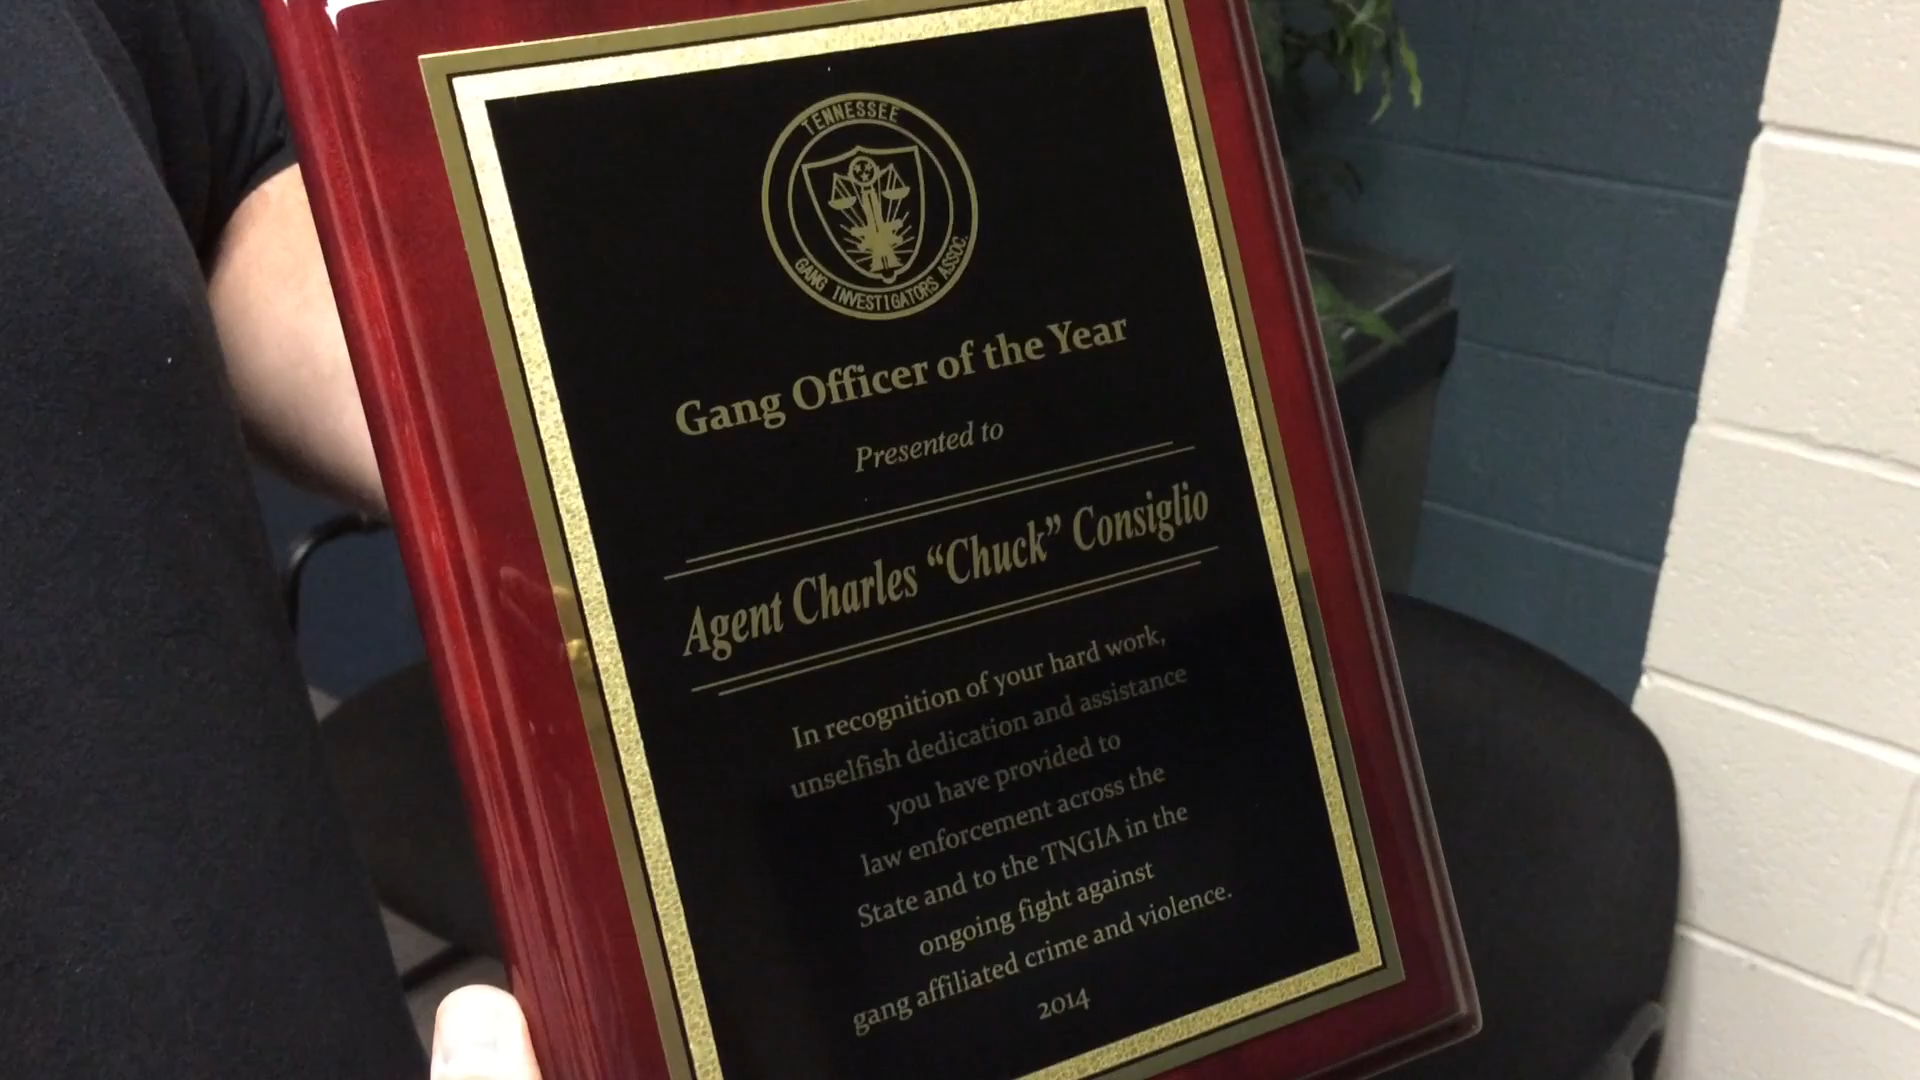 TENNESSEE
GANG INVESTIGATORS ASSOC.
Gang Officer of the Year
Presented to
Agent Charles “Chuck” Consiglio
In recognition of your hard work,
unselfish dedication and assistance
you have provided to
law enforcement across the
State and to the TNGIA in the
ongoing fight against
gang affiliated crime and violence.
2014